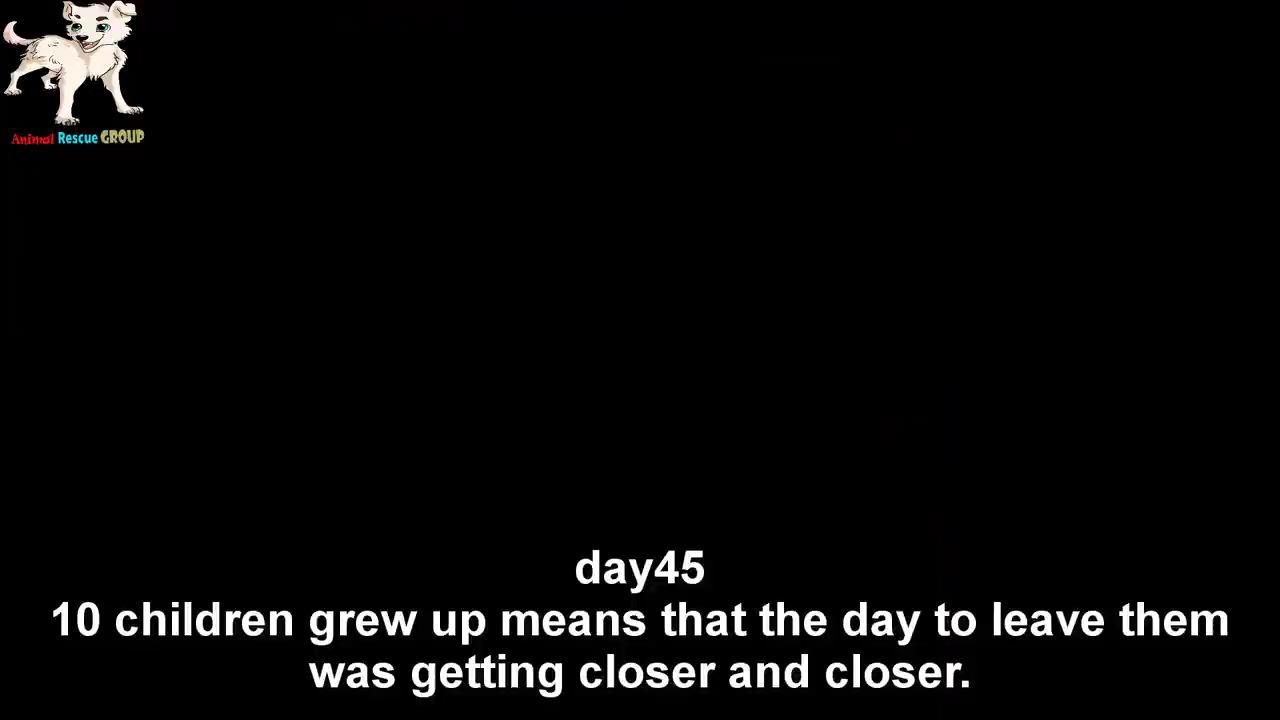 Animal Rescue GROUP
day45
10 children grew up means that the day to leave them
was getting closer and closer.